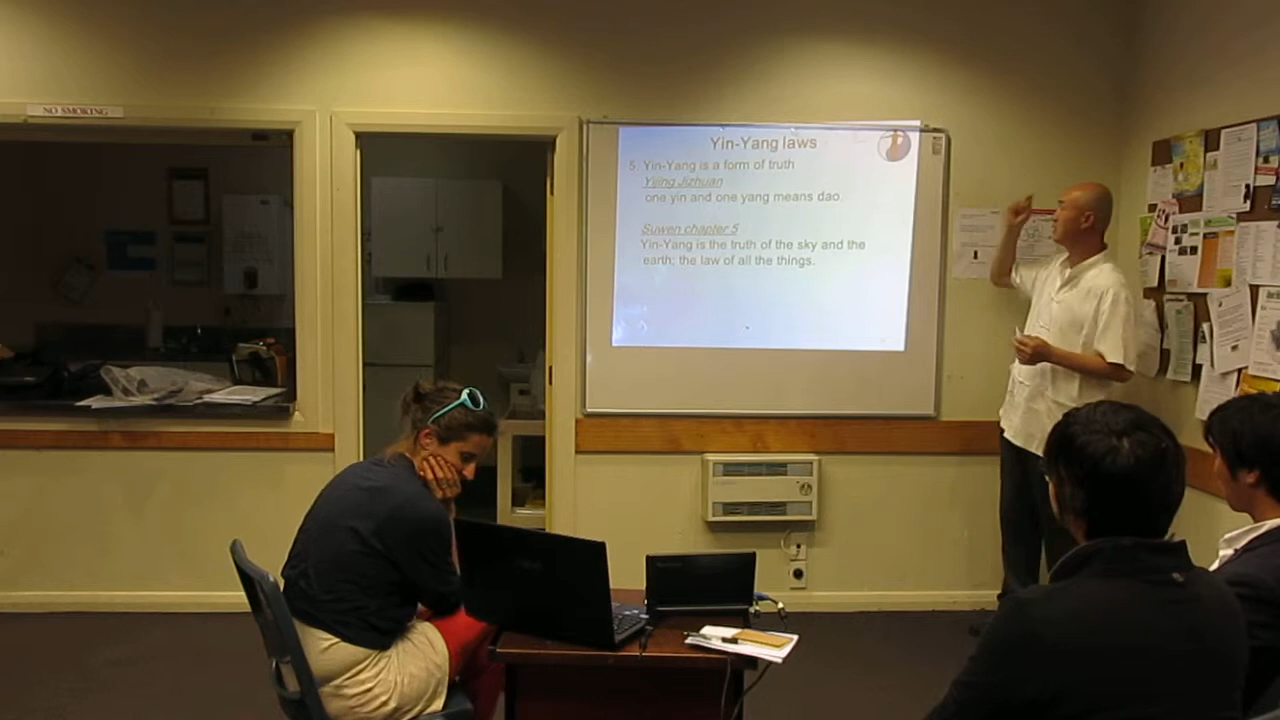 NO SMOKING
Yin-Yang laws
5. Yin-Yang is a form of truth
Yijing Jizhuan
one yin and one yang means dao.
Suwen chapter 5
Yin-Yang is the truth of the sky and the
earth; the law of all the things.